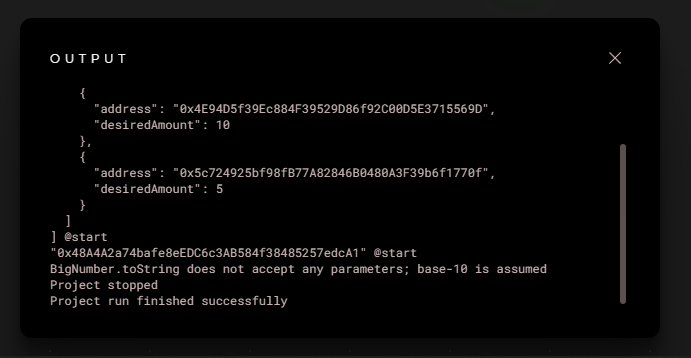 OUTPUT
{
"address": "0x4E94D5f39Ec884F39529D86f92C00D5E3715569D",
"desiredAmount": 10
},
{
"address": "0x5c724925bf98fB77A82846B0480A3F39b6f1770f",
"desiredAmount": 5
}
]
] @start
"0x48A4A2a74bafe8eEDC6c3AB584f38485257edcA1" @start
BigNumber.toString does not accept any parameters; base-10 is assumed
Project stopped
Project run finished successfully